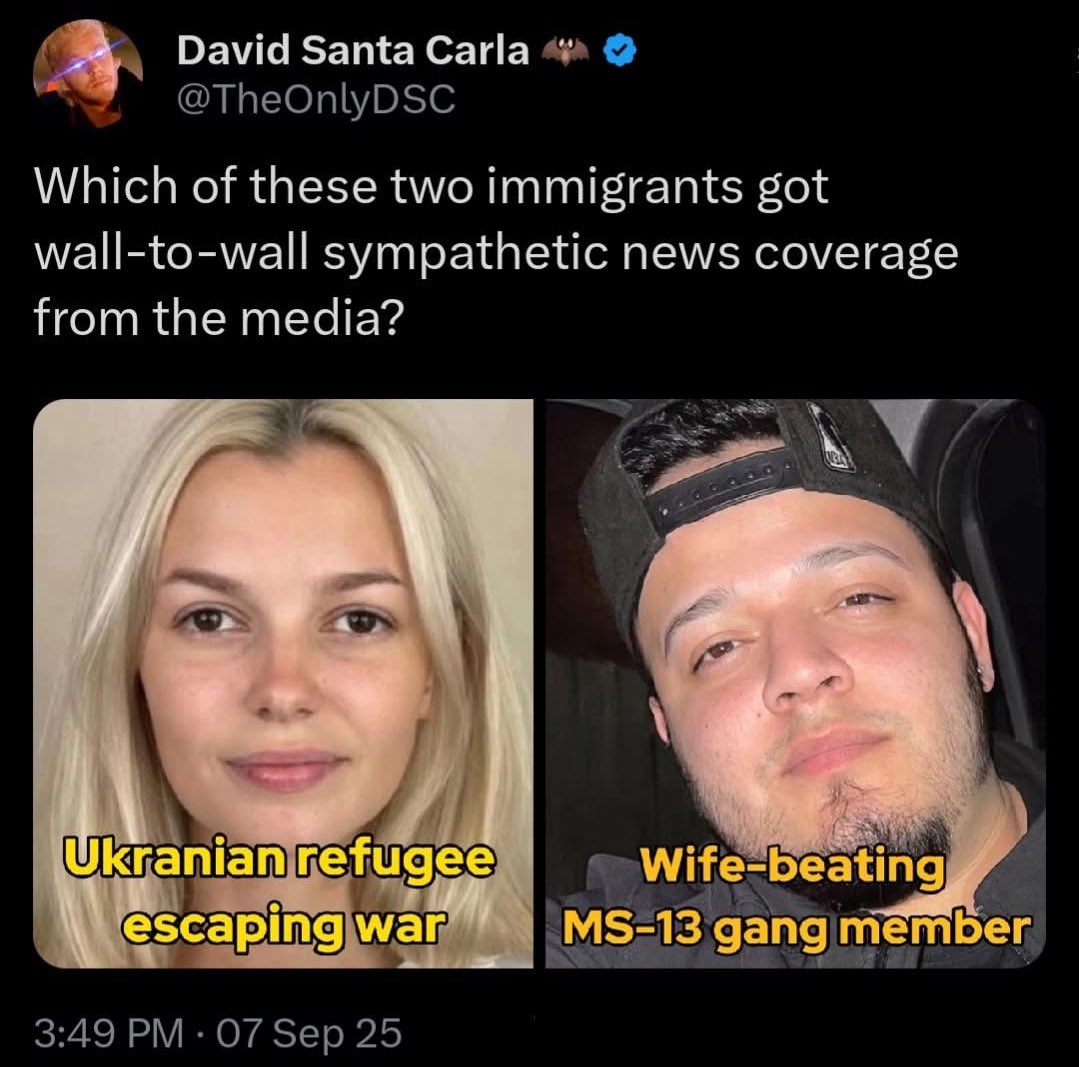 David Santa Carla 🦇
@TheOnlyDSC
Which of these two immigrants got
wall-to-wall sympathetic news coverage
from the media?
NBA
Ukranian refugee
escaping war
Wife-beating
MS-13 gang member
3:49 PM · 07 Sep 25